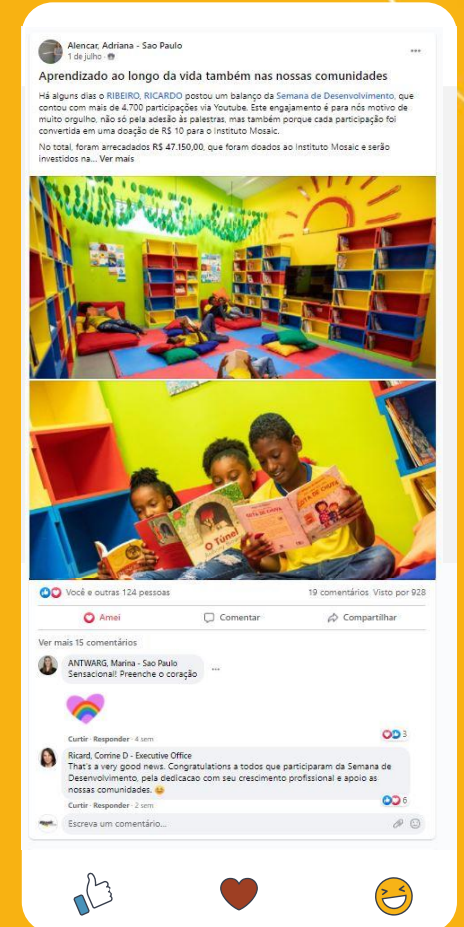 Alencar, Adriana - Sao Paulo
1 de julho ·
Aprendizado ao longo da vida também nas nossas comunidades
Há alguns dias o RIBEIRO, RICARDO postou um balanço da Semana de Desenvolvimento, que
contou com mais de 4.700 participações via Youtube. Este engajamento é para nós motivo de
muito orgulho, não só pela adesão às palestras, mas também porque cada participação foi
convertida em uma doação de R$ 10 para o Instituto Mosaic.
No total, foram arrecadados R$ 47.150,00, que foram doados ao Instituto Mosaic e serão
investidos na... Ver mais
O Túnel
GOTA DE CHUVA
Você e outras 124 pessoas
19 comentários Visto por 928
Amei
Comentar
Compartilhar
Ver mais 15 comentários
ANTWARG, Marina - Sao Paulo
Sensacional! Preenche o coração
Curtir · Responder · 4 sem
3
Ricard, Corrine D - Executive Office
That's a very good news. Congratulations a todos que participaram da Semana de
Desenvolvimento, pela dedicacao com seu crescimento profissional e apoio as
nossas comunidades.
Curtir · Responder · 2 sem
6
Escreva um comentário...